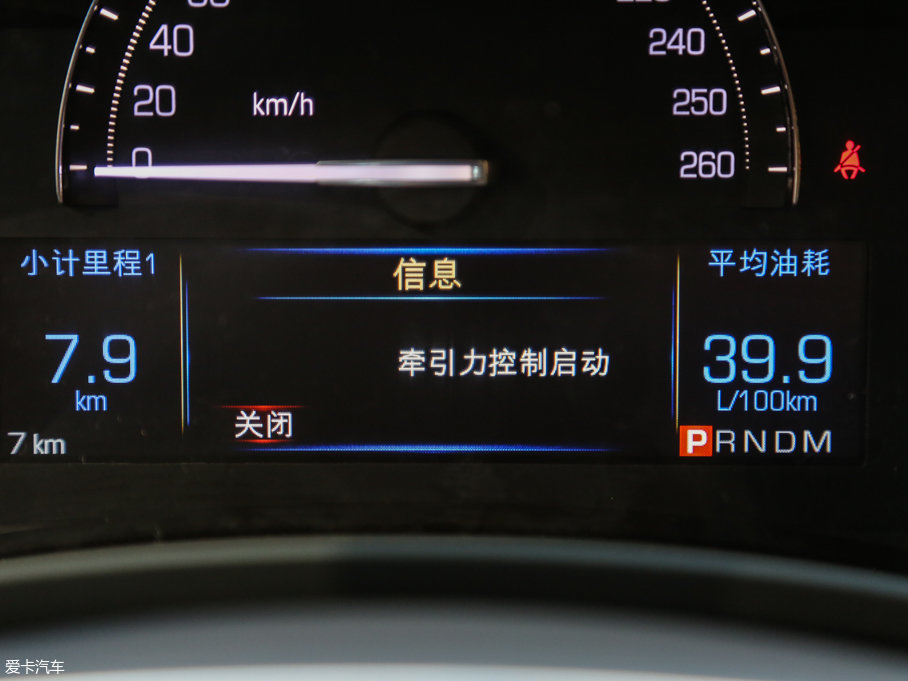 40
240
20
km/h
250
0
260
小计里程1
信息
平均油耗
7.9
牵引力控制启动
39.9
km
L/100km
关闭
7 km
PRNDM
爱卡汽车